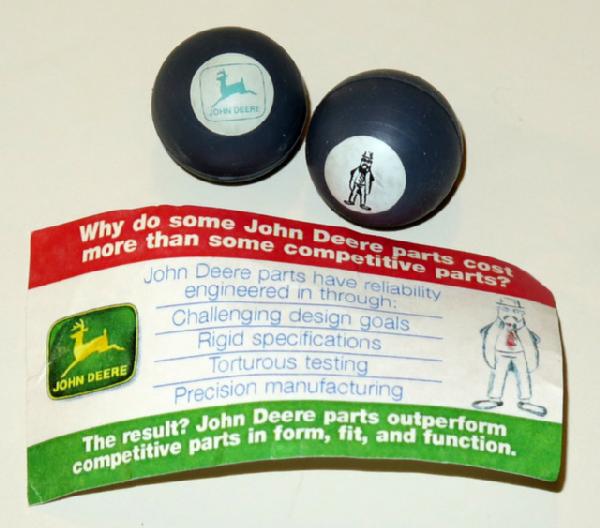 JOHN DEERE
Why do some John Deere parts cost
more than some competitive parts?
John Deere parts have reliability
engineered in through:
Challenging design goals
Rigid specifications
Torturous testing
Precision manufacturing
JOHN DEERE
The result? John Deere parts outperform
competitive parts in form, fit, and function.